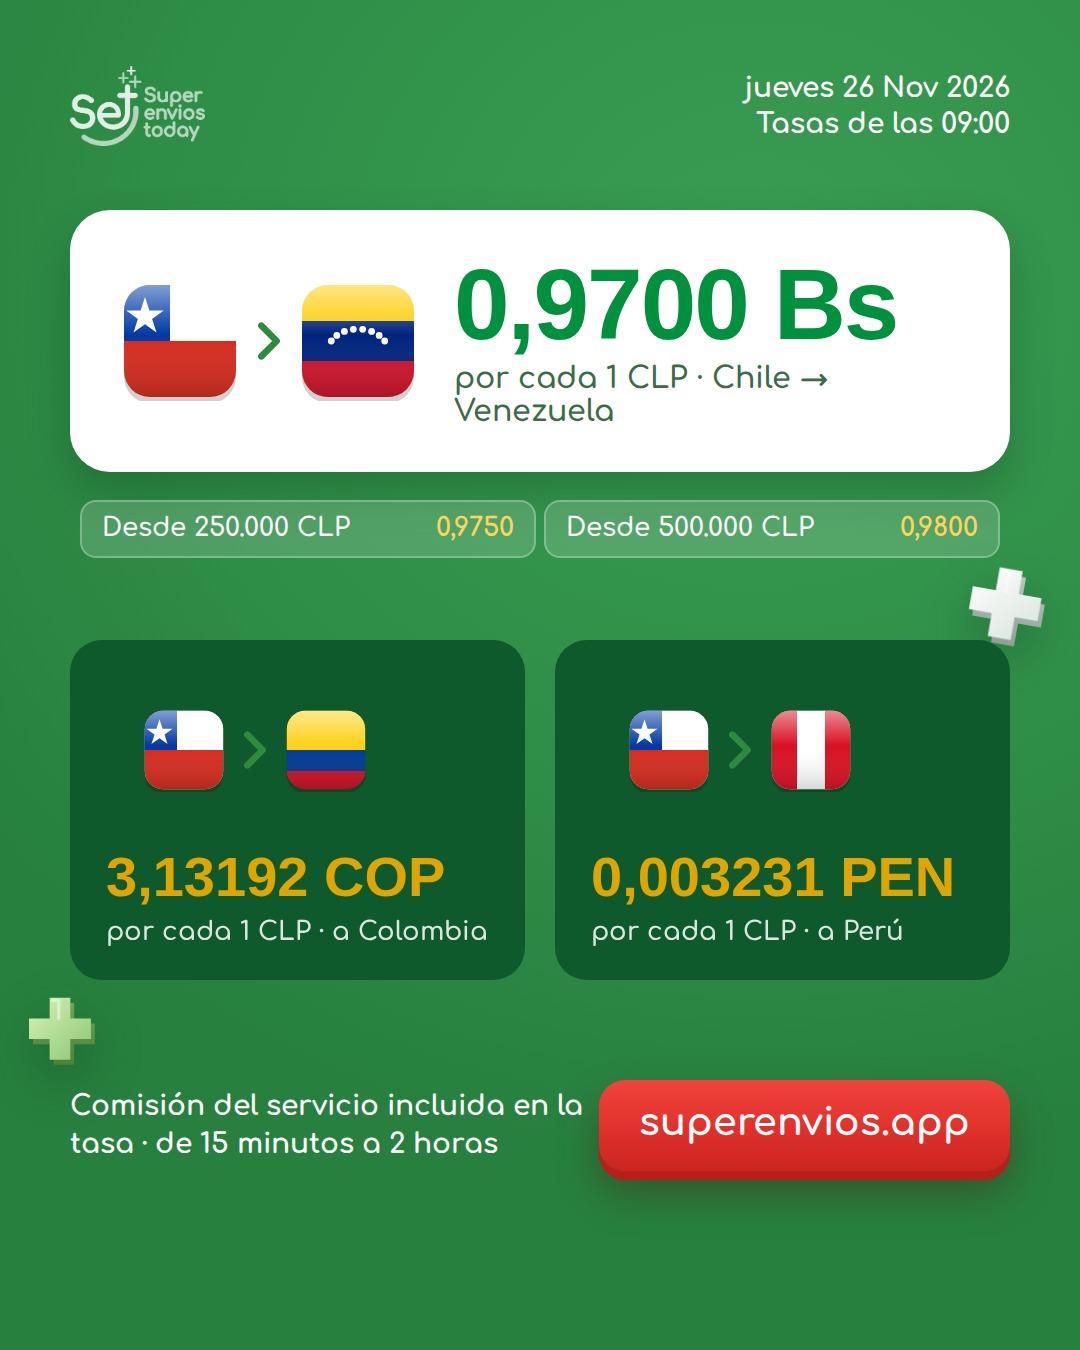 Set Super
envios
today
jueves 26 Nov 2026
Tasas de las 09:00
0,9700 Bs
por cada 1 CLP · Chile →
Venezuela
Desde 250.000 CLP 0,9750
Desde 500.000 CLP 0,9800
3,13192 COP
por cada 1 CLP · a Colombia
0,003231 PEN
por cada 1 CLP · a Perú
Comisión del servicio incluida en la
tasa · de 15 minutos a 2 horas
superenvios.app